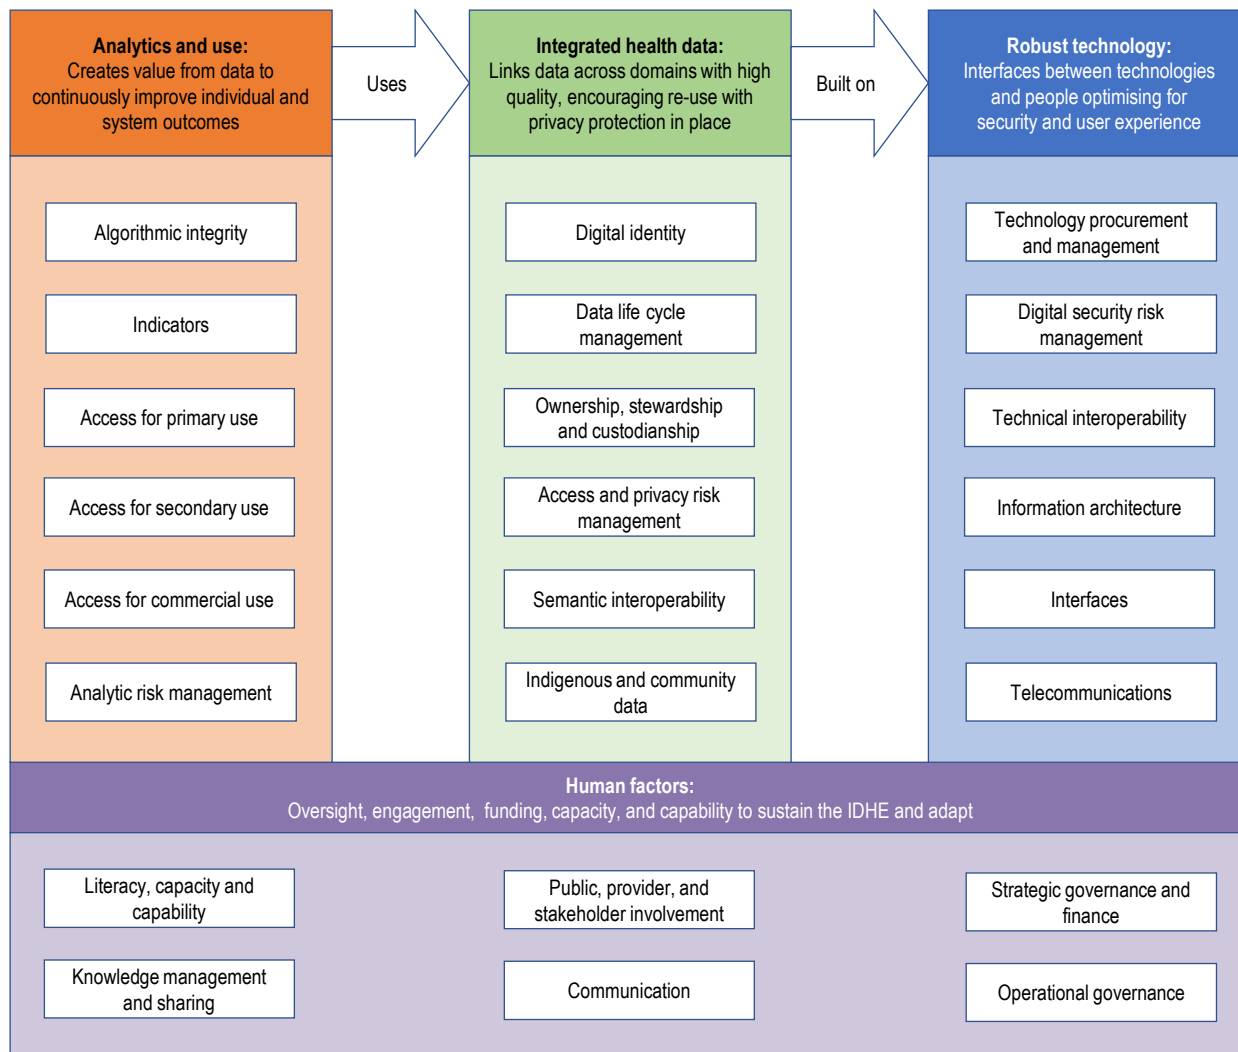 Analytics and use:
Creates value from data to
continuously improve individual and
system outcomes
Uses
Integrated health data:
Links data across domains with high
quality, encouraging re-use with
privacy protection in place
Built on
Robust technology:
Interfaces between technologies
and people optimising for
security and user experience
Algorithmic integrity
Indicators
Access for primary use
Access for secondary use
Access for commercial use
Analytic risk management
Digital identity
Data life cycle
management
Ownership, stewardship
and custodianship
Access and privacy risk
management
Semantic interoperability
Indigenous and community
data
Technology procurement
and management
Digital security risk
management
Technical interoperability
Information architecture
Interfaces
Telecommunications
Human factors:
Oversight, engagement, funding, capacity, and capability to sustain the IDHE and adapt
Literacy, capacity and
capability
Public, provider, and
stakeholder involvement
Strategic governance and
finance
Knowledge management
and sharing
Communication
Operational governance